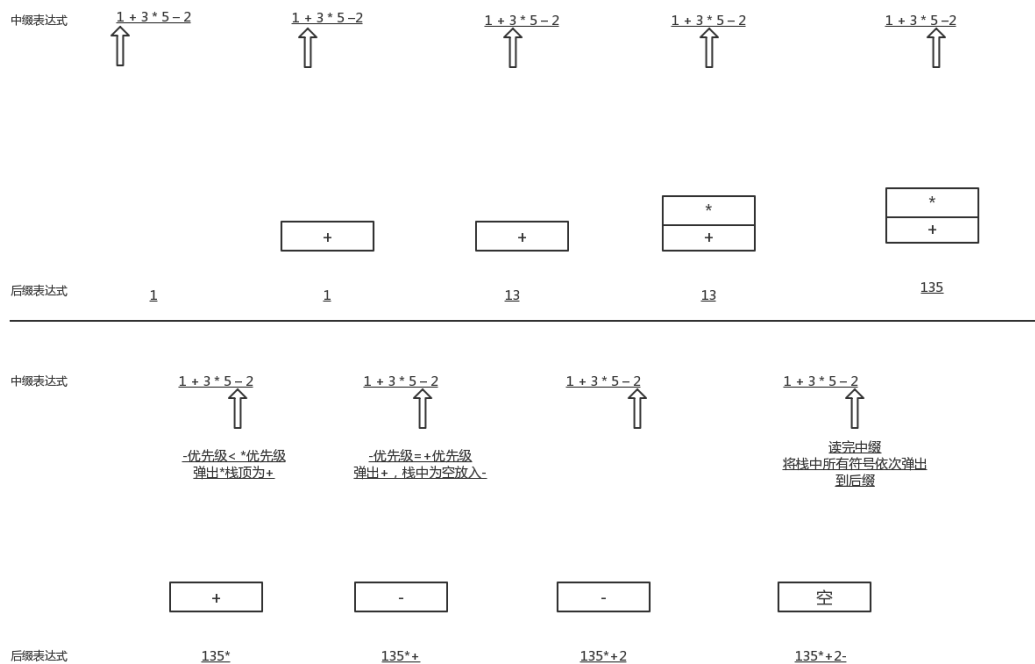 中缀表达式
1 + 3 * 5 – 2
1 + 3 * 5 –2
1 + 3 * 5 – 2
1 + 3 * 5 – 2
1 + 3 * 5 –2
+
+
*
+
*
+
后缀表达式
1
1
13
13
135
中缀表达式
1 + 3 * 5 – 2
1 + 3 * 5 – 2
1 + 3 * 5 – 2
1 + 3 * 5 – 2
-优先级< *优先级
弹出*栈顶为+
-优先级=+优先级
弹出+，栈中为空放入-
读完中缀
将栈中所有符号依次弹出
到后缀
+
-
-
空
后缀表达式
135*
135*+
135*+2
135*+2-